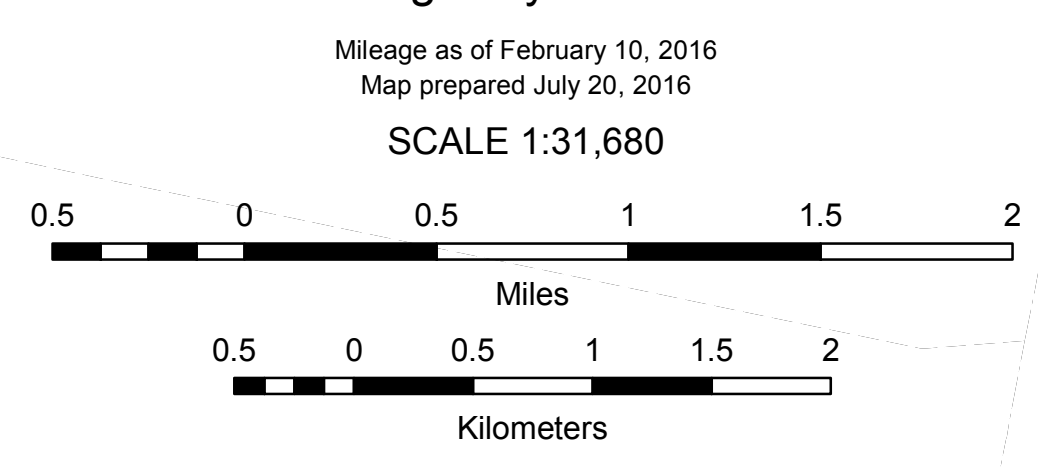 Mileage as of February 10, 2016
Map prepared July 20, 2016
SCALE 1:31,680
0.5 0 0.5 1 1.5 2
Miles
0.5 0 0.5 1 1.5 2
Kilometers